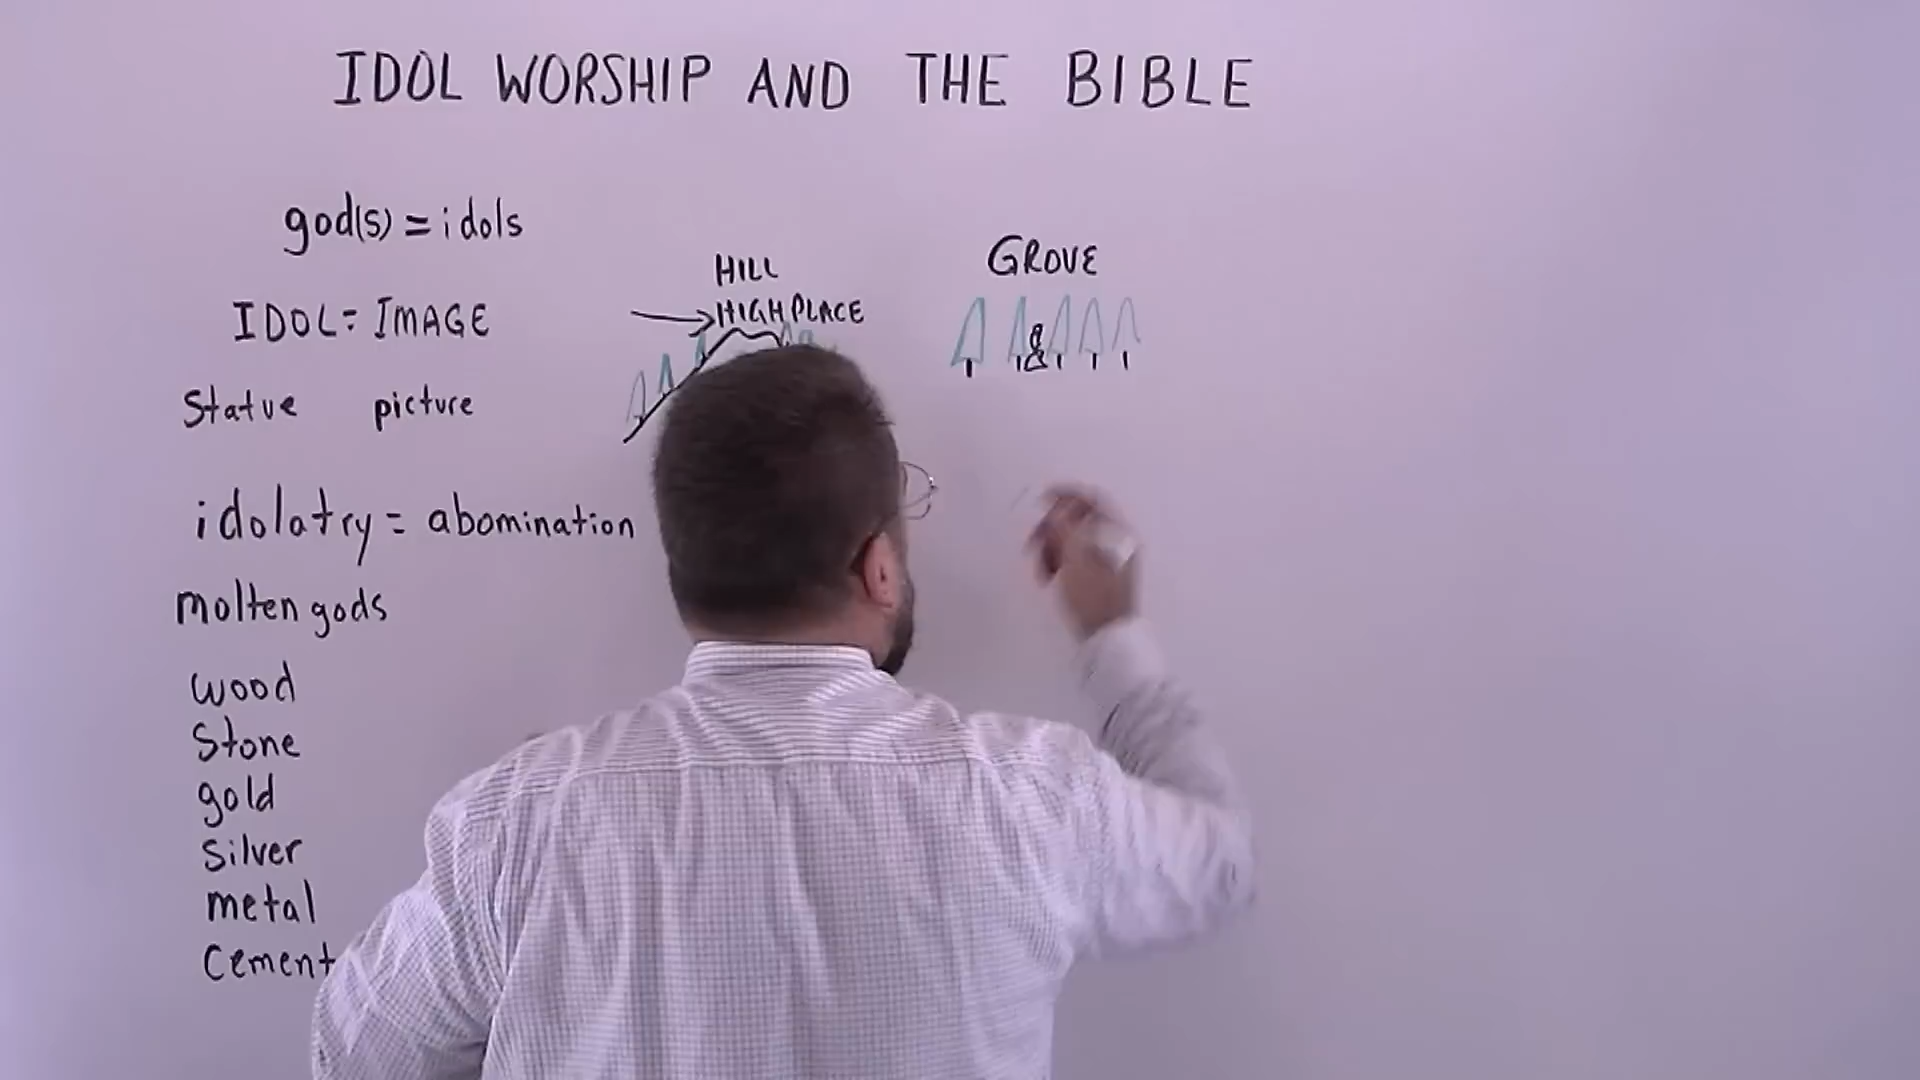 IDOL WORSHIP AND THE BIBLE
god(s) = idols
IDOL = IMAGE
Statue picture
idolatry = abomination
molten gods
wood
Stone
gold
Silver
metal
Cement
HILL
HIGH PLACE
GROVE